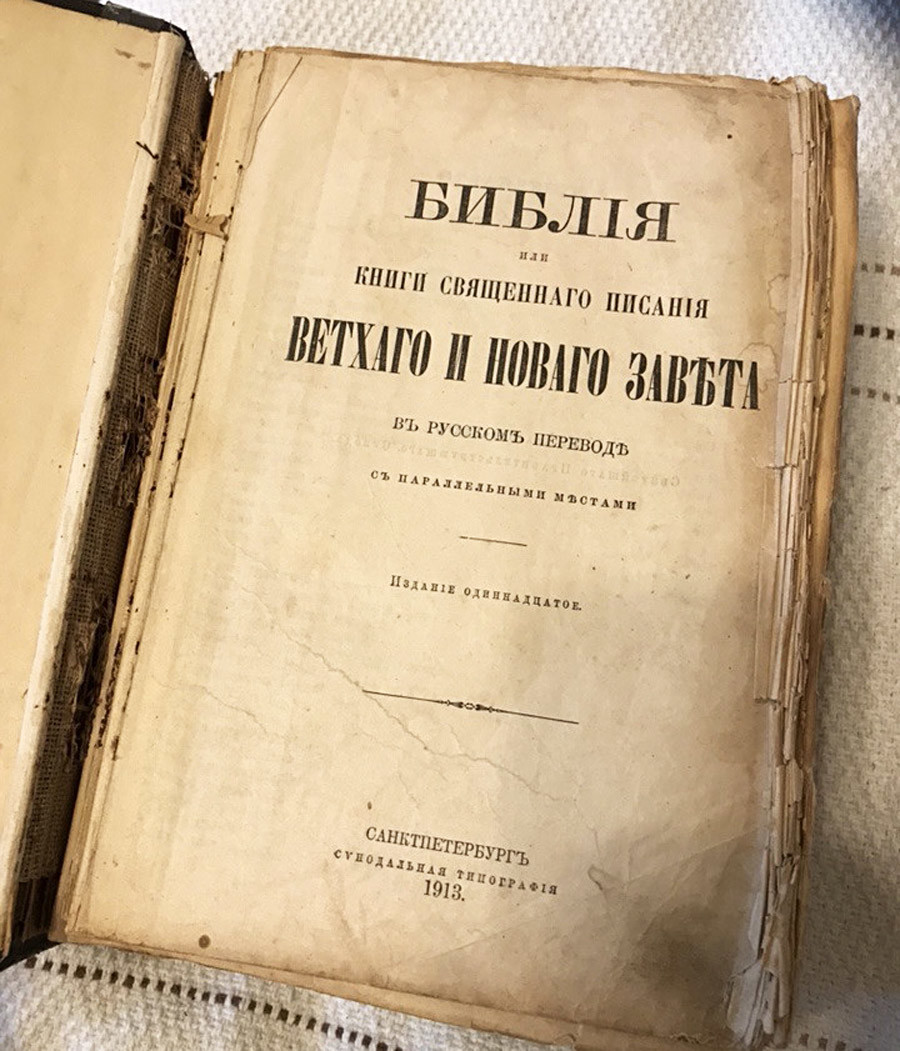 БИБЛІЯ
ИЛИ
КНИГИ СВЯЩЕННАГО ПИСАНІЯ
ВЕТХАГО И НОВАГО ЗАВѢТА
ВЪ РУССКОМЪ ПЕРЕВОДѢ
СЪ ПАРАЛЛЕЛЬНЫМИ МѢСТАМИ
ИЗДАНІЕ ОДИННАДЦАТОЕ.
САНКТПЕТЕРБУРГЪ
СѴНОДАЛЬНАЯ ТИПОГРАФІЯ
1913.